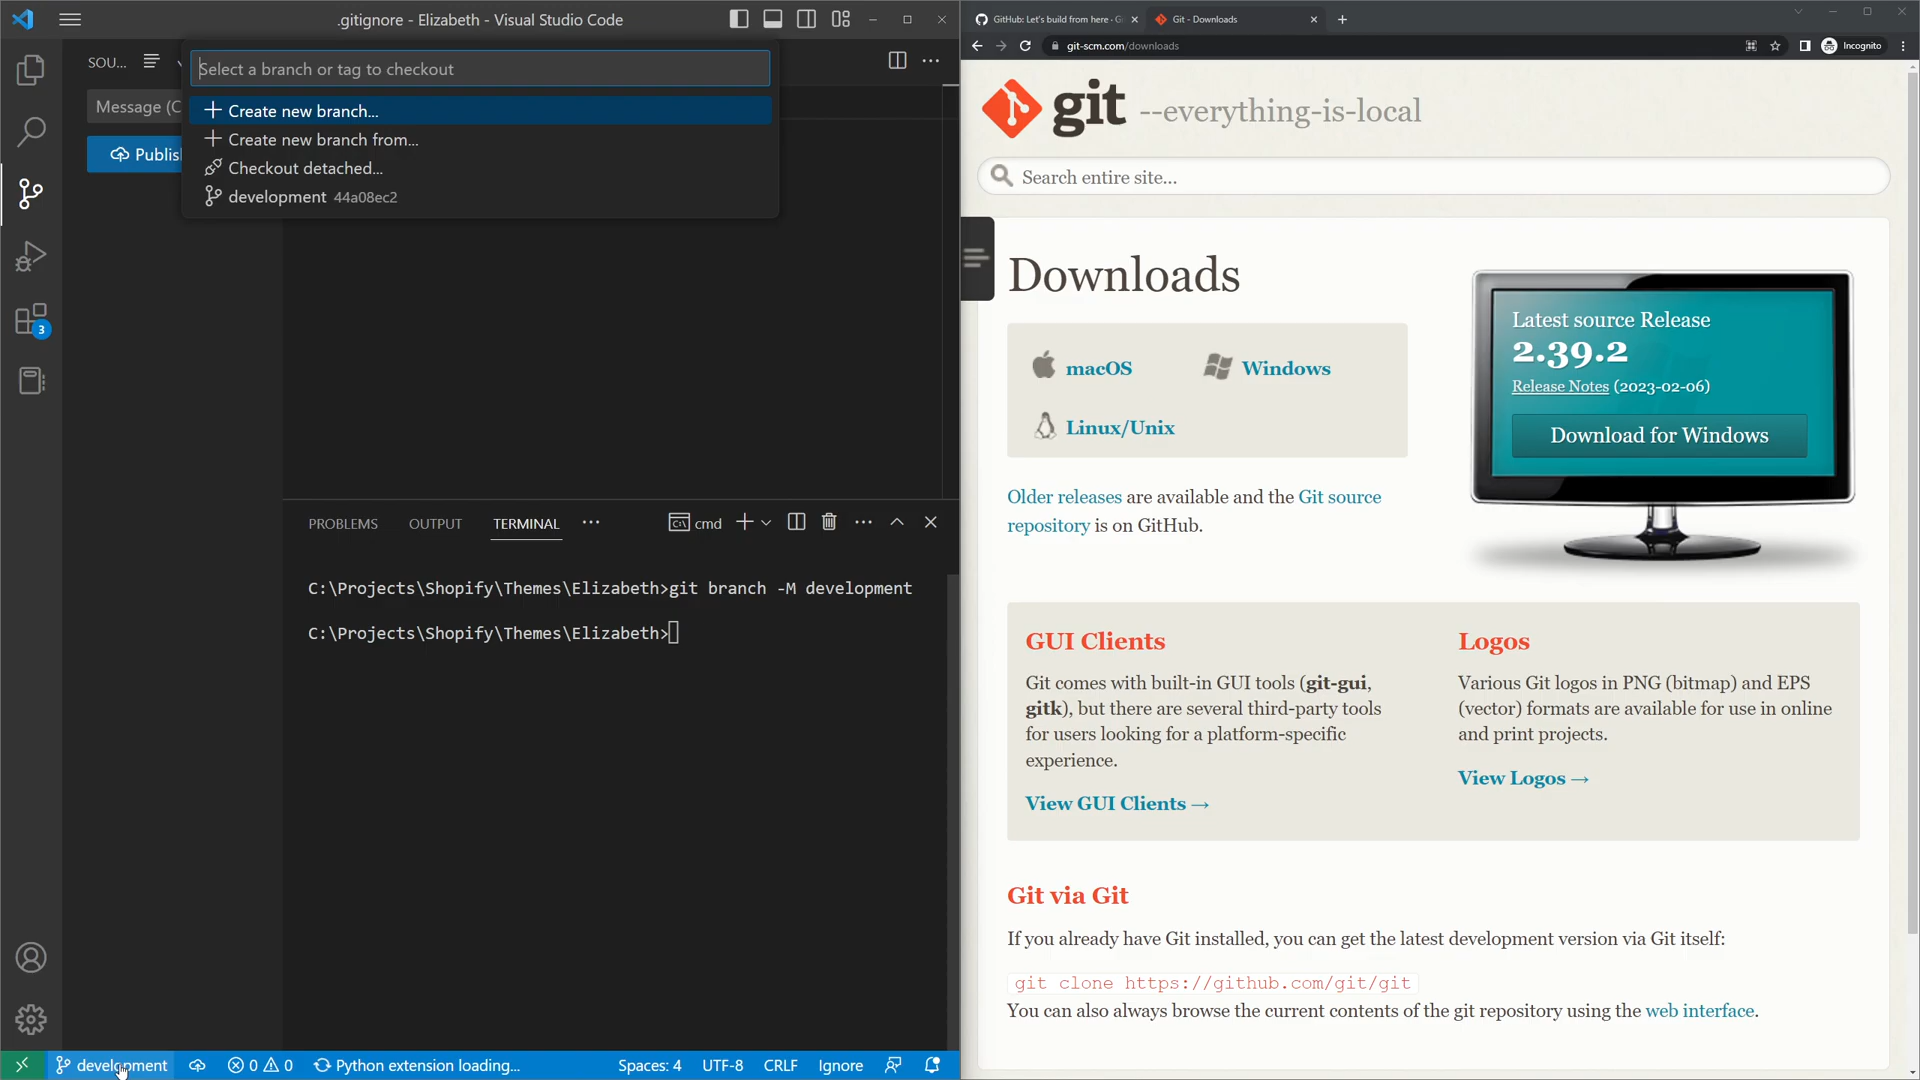 .gitignore - Elizabeth - Visual Studio Code
SOU...
Select a branch or tag to checkout
Message (C
Create new branch...
Create new branch from...
Publis
Checkout detached...
development 44a08ec2
3
PROBLEMS OUTPUT TERMINAL ... cmd
C:\Projects\Shopify\Themes\Elizabeth>git branch -M development
C:\Projects\Shopify\Themes\Elizabeth>
development 0 0 Python extension loading... Spaces: 4 UTF-8 CRLF Ignore
GitHub: Let's build from here · G Git - Downloads
git-scm.com/downloads Incognito
git --everything-is-local
Search entire site...
Downloads
macOS Windows
Linux/Unix
Older releases are available and the Git source
repository is on GitHub.
Latest source Release
2.39.2
Release Notes (2023-02-06)
Download for Windows
GUI Clients
Git comes with built-in GUI tools (git-gui,
gitk), but there are several third-party tools
for users looking for a platform-specific
experience.
View GUI Clients →
Logos
Various Git logos in PNG (bitmap) and EPS
(vector) formats are available for use in online
and print projects.
View Logos →
Git via Git
If you already have Git installed, you can get the latest development version via Git itself:
git clone https://github.com/git/git
You can also always browse the current contents of the git repository using the web interface.